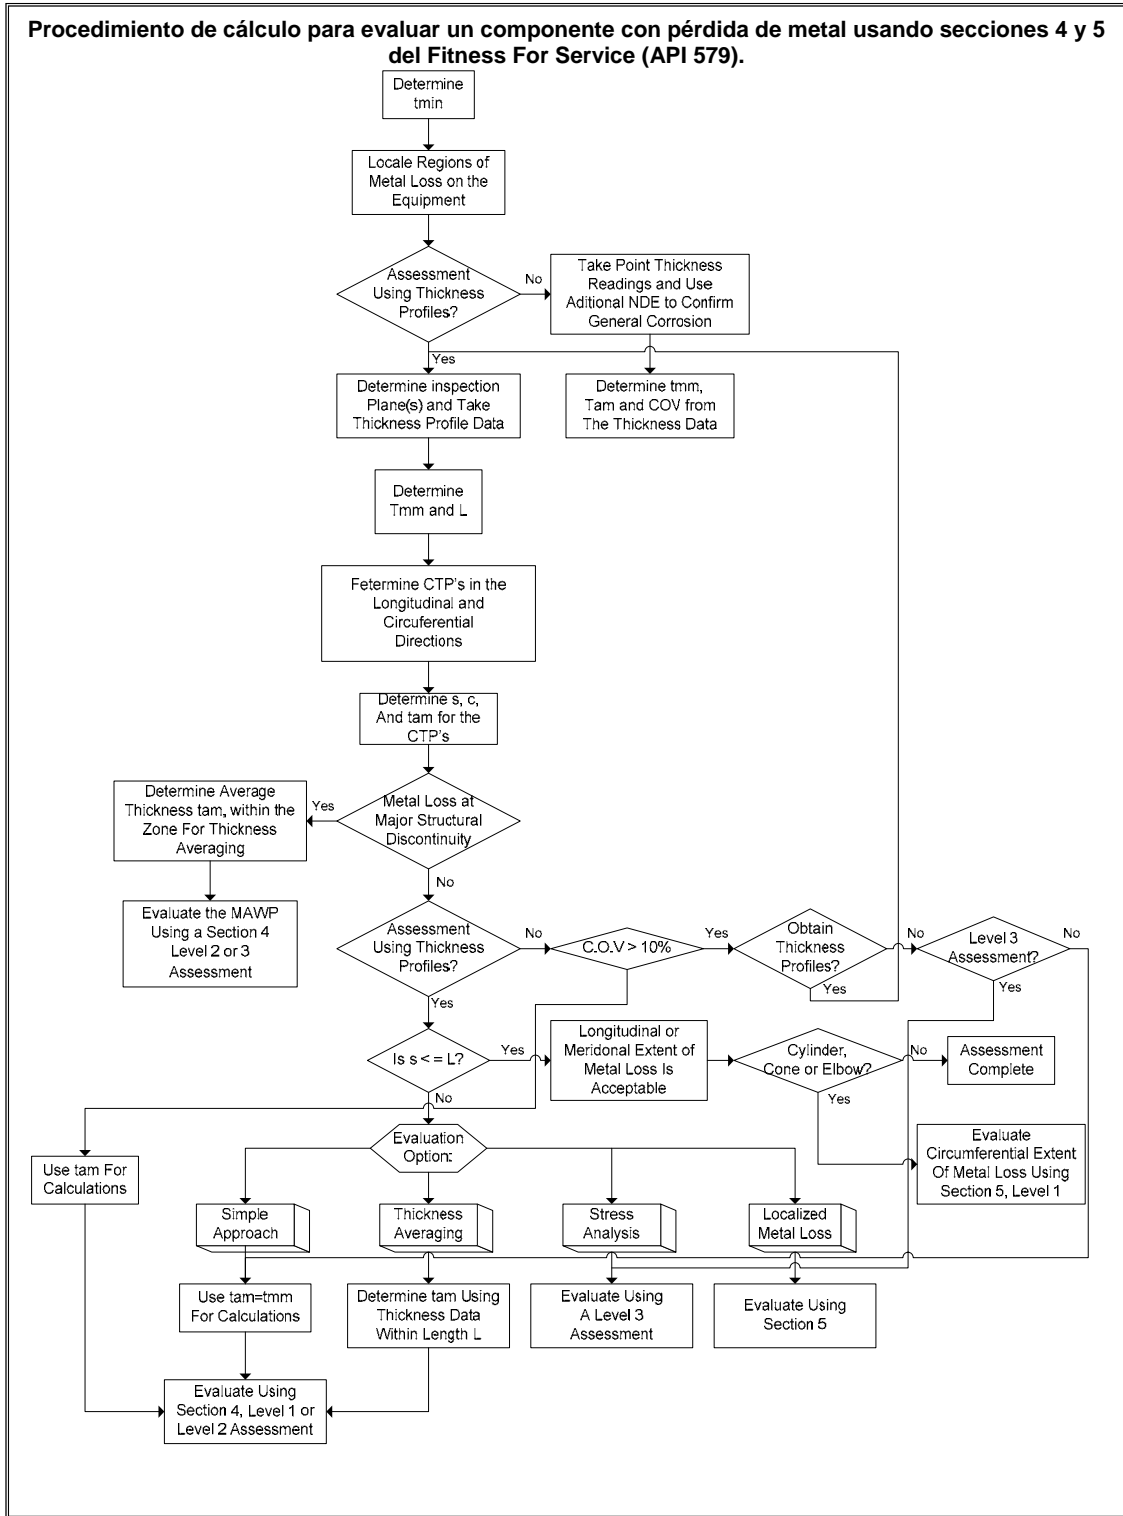 Procedimiento de cálculo para evaluar un componente con pérdida de metal usando secciones 4 y 5
del Fitness For Service (API 579).
Determine
tmin
Locale Regions of
Metal Loss on the
Equipment
Assessment
Using Thickness
Profiles?
No
Take Point Thickness
Readings and Use
Aditional NDE to Confirm
General Corrosion
Yes
Determine inspection
Plane(s) and Take
Thickness Profile Data
Determine tmm,
Tam and COV from
The Thickness Data
Determine
Tmm and L
Fetermine CTP's in the
Longitudinal and
Circuferential
Directions
Determine s, c,
And tam for the
CTP's
Metal Loss at
Major Structural
Discontinuity
Yes
Determine Average
Thickness tam, within the
Zone For Thickness
Averaging
Evaluate the MAWP
Using a Section 4
Level 2 or 3
Assessment
No
Assessment
Using Thickness
Profiles?
No
C.O.V > 10%
Yes
Obtain
Thickness
Profiles?
No
Level 3
Assessment?
No
Yes
Yes
Yes
Is s < = L?
Yes
Longitudinal or
Meridonal Extent of
Metal Loss Is
Acceptable
Cylinder,
Cone or Elbow?
No
Assessment
Complete
Yes
Evaluate
Circumferential Extent
Of Metal Loss Using
Section 5, Level 1
No
Evaluation
Option:
Use tam For
Calculations
Simple
Approach
Thickness
Averaging
Stress
Analysis
Localized
Metal Loss
Use tam=tmm
For Calculations
Determine tam Using
Thickness Data
Within Length L
Evaluate Using
A Level 3
Assessment
Evaluate Using
Section 5
Evaluate Using
Section 4, Level 1 or
Level 2 Assessment